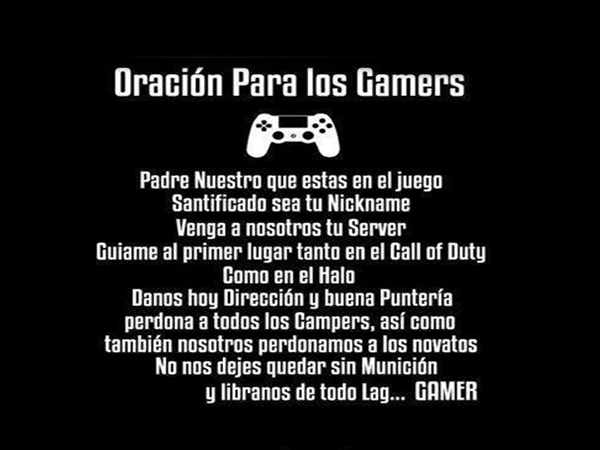 Oración Para los Gamers
Padre Nuestro que estas en el juego
Santificado sea tu Nickname
Venga a nosotros tu Server
Guiame al primer lugar tanto en el Call of Duty
Como en el Halo
Danos hoy Dirección y buena Puntería
perdona a todos los Campers, así como
también nosotros perdonamos a los novatos
No nos dejes quedar sin Munición
y libranos de todo Lag... GAMER